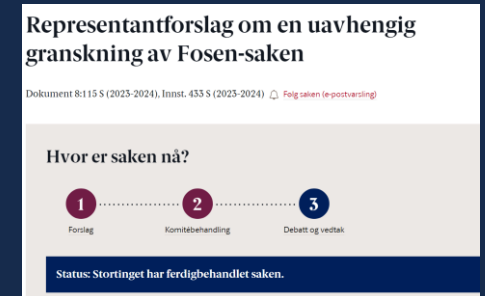 Representantforslag om en uavhengig
granskning av Fosen-saken
Dokument 8:115 S (2023-2024), Innst. 433 S (2023-2024) Følg saken (e-postvarsling)
Hvor er saken nå?
1 2 3
Forslag Komitébehandling Debatt og vedtak
Status: Stortinget har ferdigbehandlet saken.